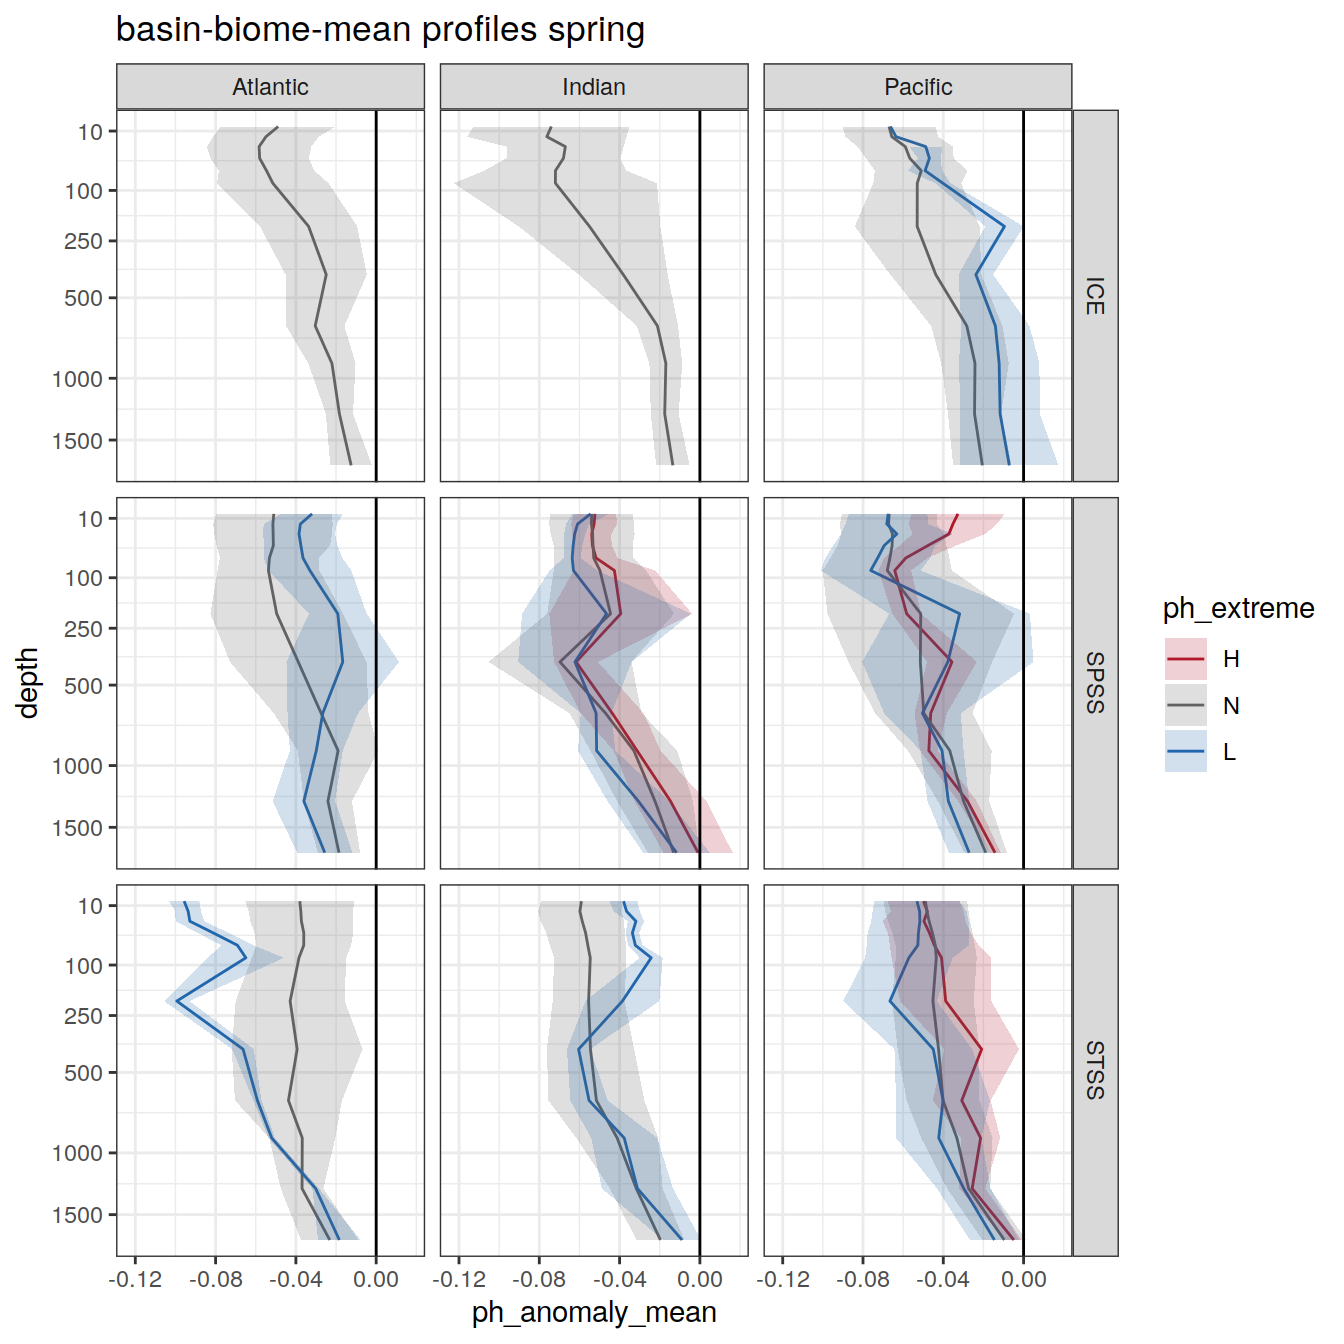 basin-biome-mean profiles spring
Atlantic
Indian
Pacific
10
100
250
500
1000
1500
ICE
10
100
250
500
1000
1500
SPSS
10
100
250
500
1000
1500
STSS
depth
-0.12 -0.08 -0.04 0.00
-0.12 -0.08 -0.04 0.00
-0.12 -0.08 -0.04 0.00
ph_anomaly_mean
ph_extreme
H
N
L